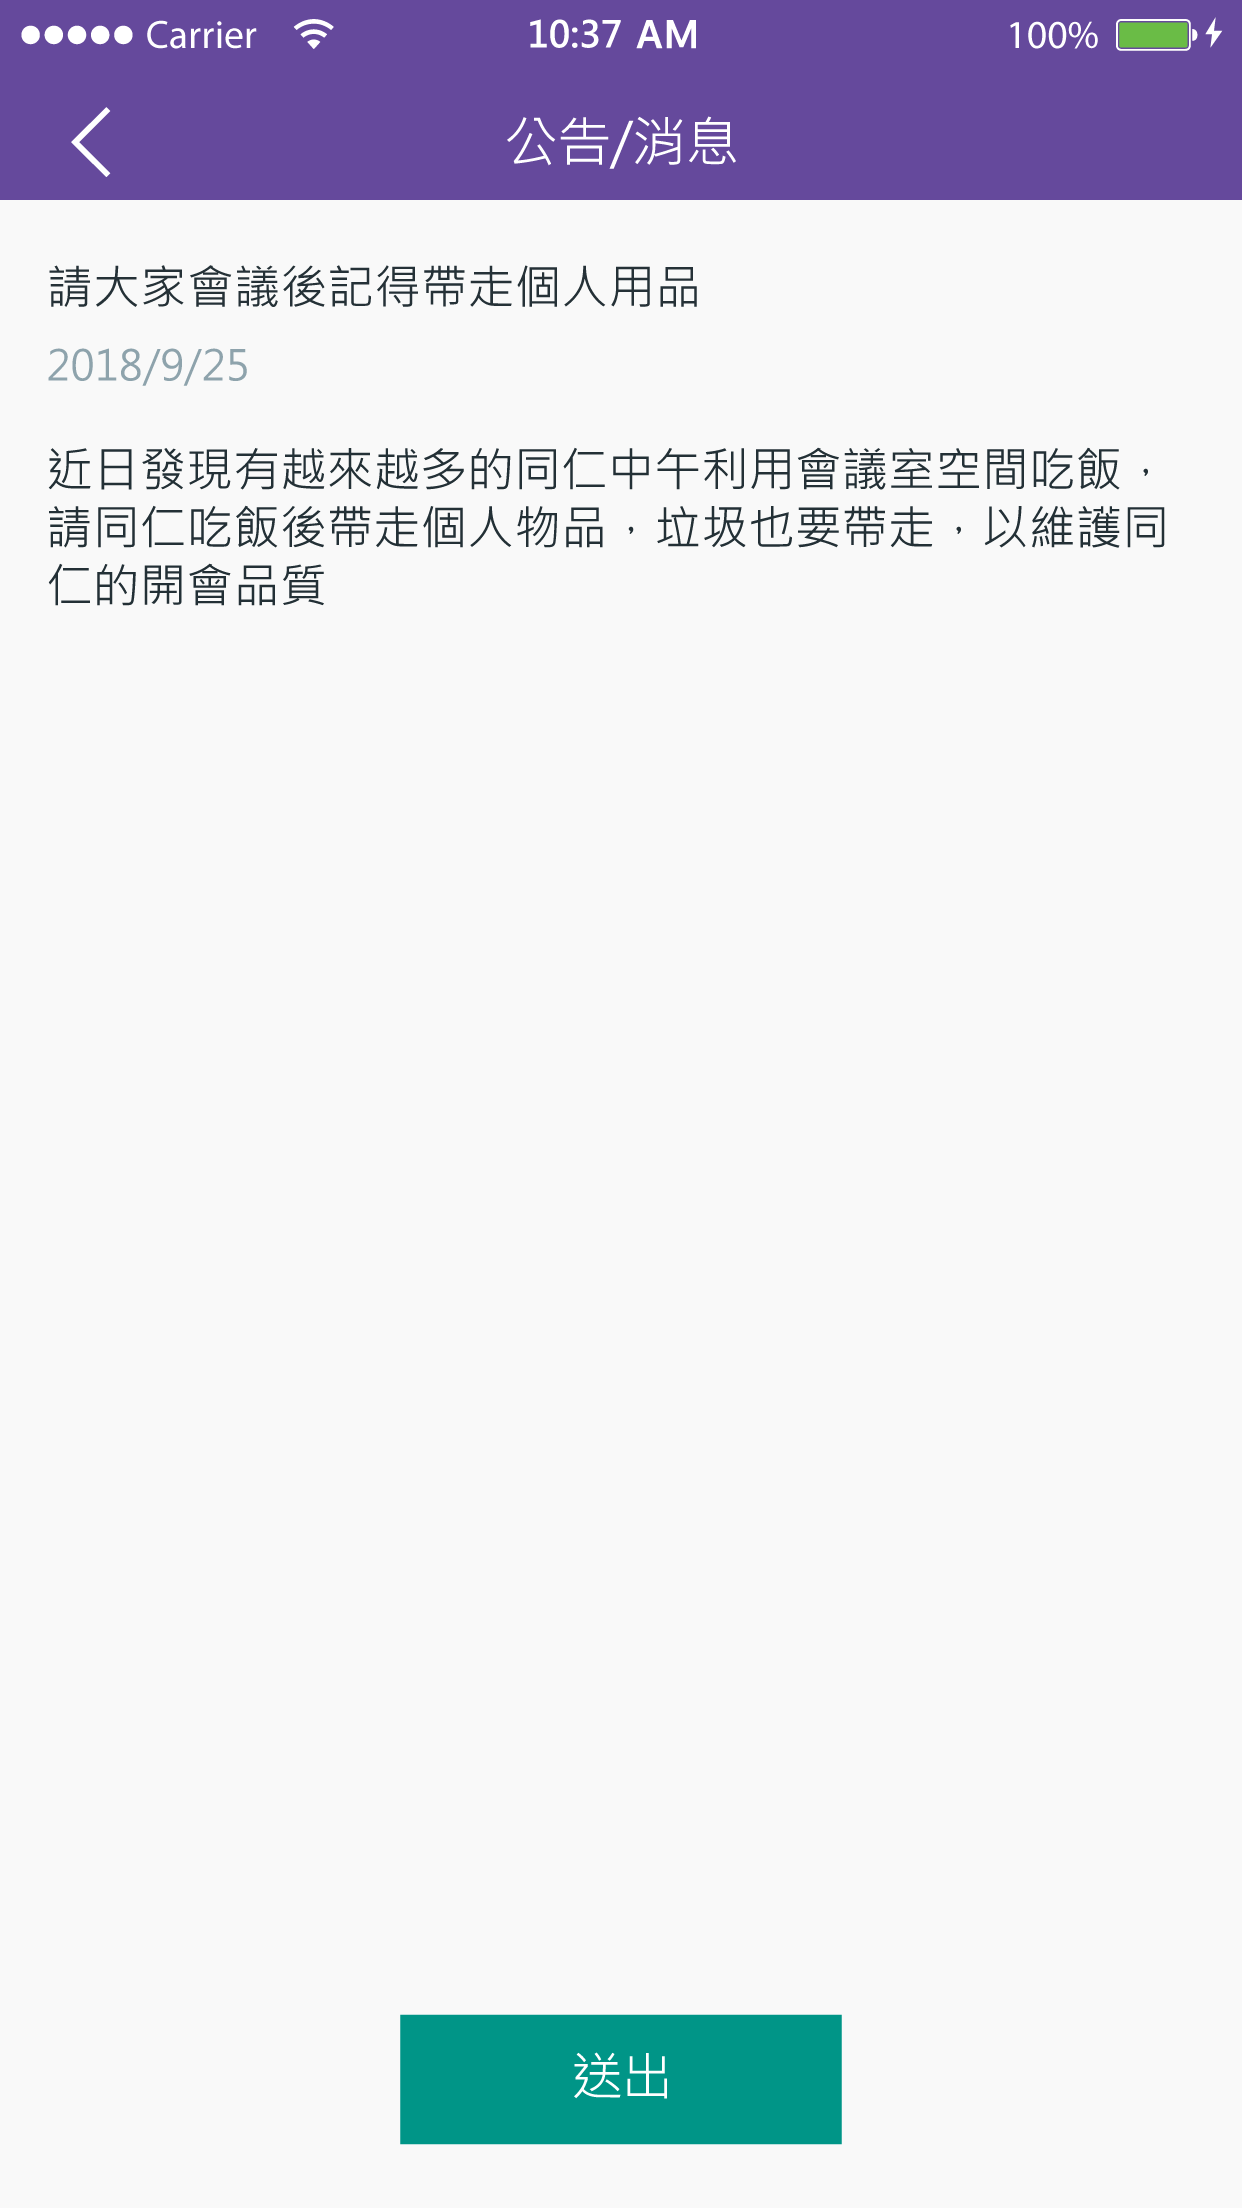 Carrier 10:37 AM 100%
公告/消息
請大家會議後記得帶走個人用品
2018/9/25
近日發現有越來越多的同仁中午利用會議室空間吃飯，
請同仁吃飯後帶走個人物品，垃圾也要帶走，以維護同
仁的開會品質
送出